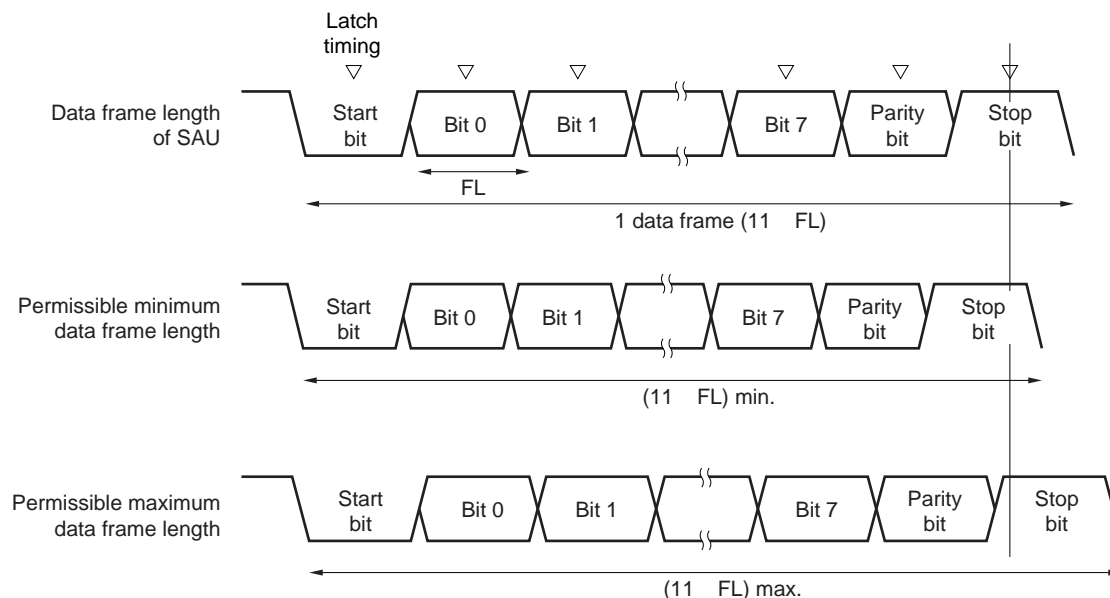 Latch
timing
Data frame length
of SAU
Start
bit
Bit 0
Bit 1
Bit 7
Parity
bit
Stop
bit
FL
1 data frame (11 FL)
Permissible minimum
data frame length
Start
bit
Bit 0
Bit 1
Bit 7
Parity
bit
Stop
bit
(11 FL) min.
Permissible maximum
data frame length
Start
bit
Bit 0
Bit 1
Bit 7
Parity
bit
Stop
bit
(11 FL) max.